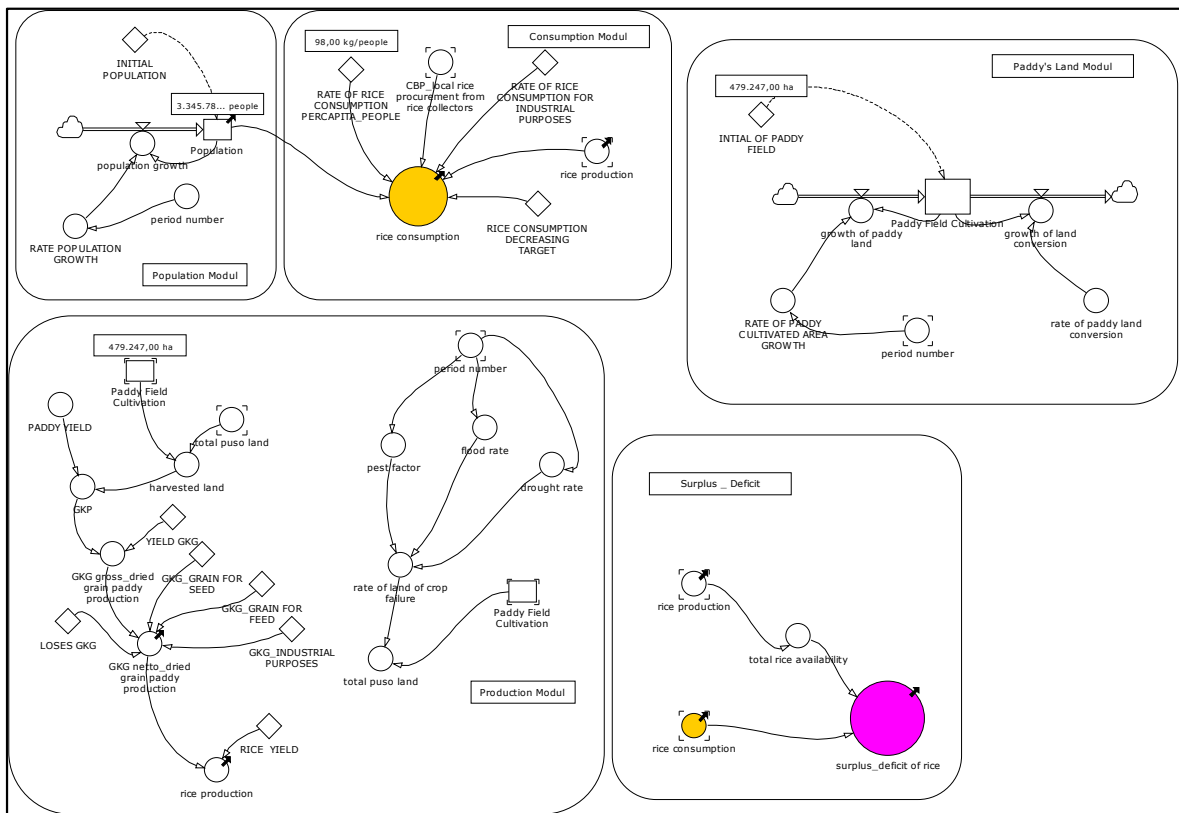 INITIAL
POPULATION
3.345.78... people
Population
population growth
period number
RATE POPULATION
GROWTH
Population Modul
98,00 kg/people
Consumption Modul
RATE OF RICE
CONSUMPTION
PERCAPITA_PEOPLE
CBP_local rice
procurement from
rice collectors
RATE OF RICE
CONSUMPTION FOR
INDUSTRIAL
PURPOSES
rice production
rice consumption
RICE CONSUMPTION
DECREASING
TARGET
Paddy's Land Modul
479.247,00 ha
INTIAL OF PADDY
FIELD
Paddy Field Cultivation
growth of paddy
land
growth of land
conversion
RATE OF PADDY
CULTIVATED AREA
GROWTH
period number
rate of paddy land
conversion
479.247,00 ha
Paddy Field
Cultivation
PADDY YIELD
total puso land
harvested land
GKP
YIELD GKG
GKG gross_dried
grain paddy
production
GKG_GRAIN FOR
SEED
GKG_GRAIN FOR
FEED
LOSES GKG
GKG_INDUSTRIAL
PURPOSES
GKG netto_dried
grain paddy
production
RICE YIELD
rice production
period number
pest factor
flood rate
drought rate
rate of land of crop
failure
Paddy Field
Cultivation
total puso land
Production Modul
Surplus _ Deficit
rice production
total rice availability
rice consumption
surplus_deficit of rice